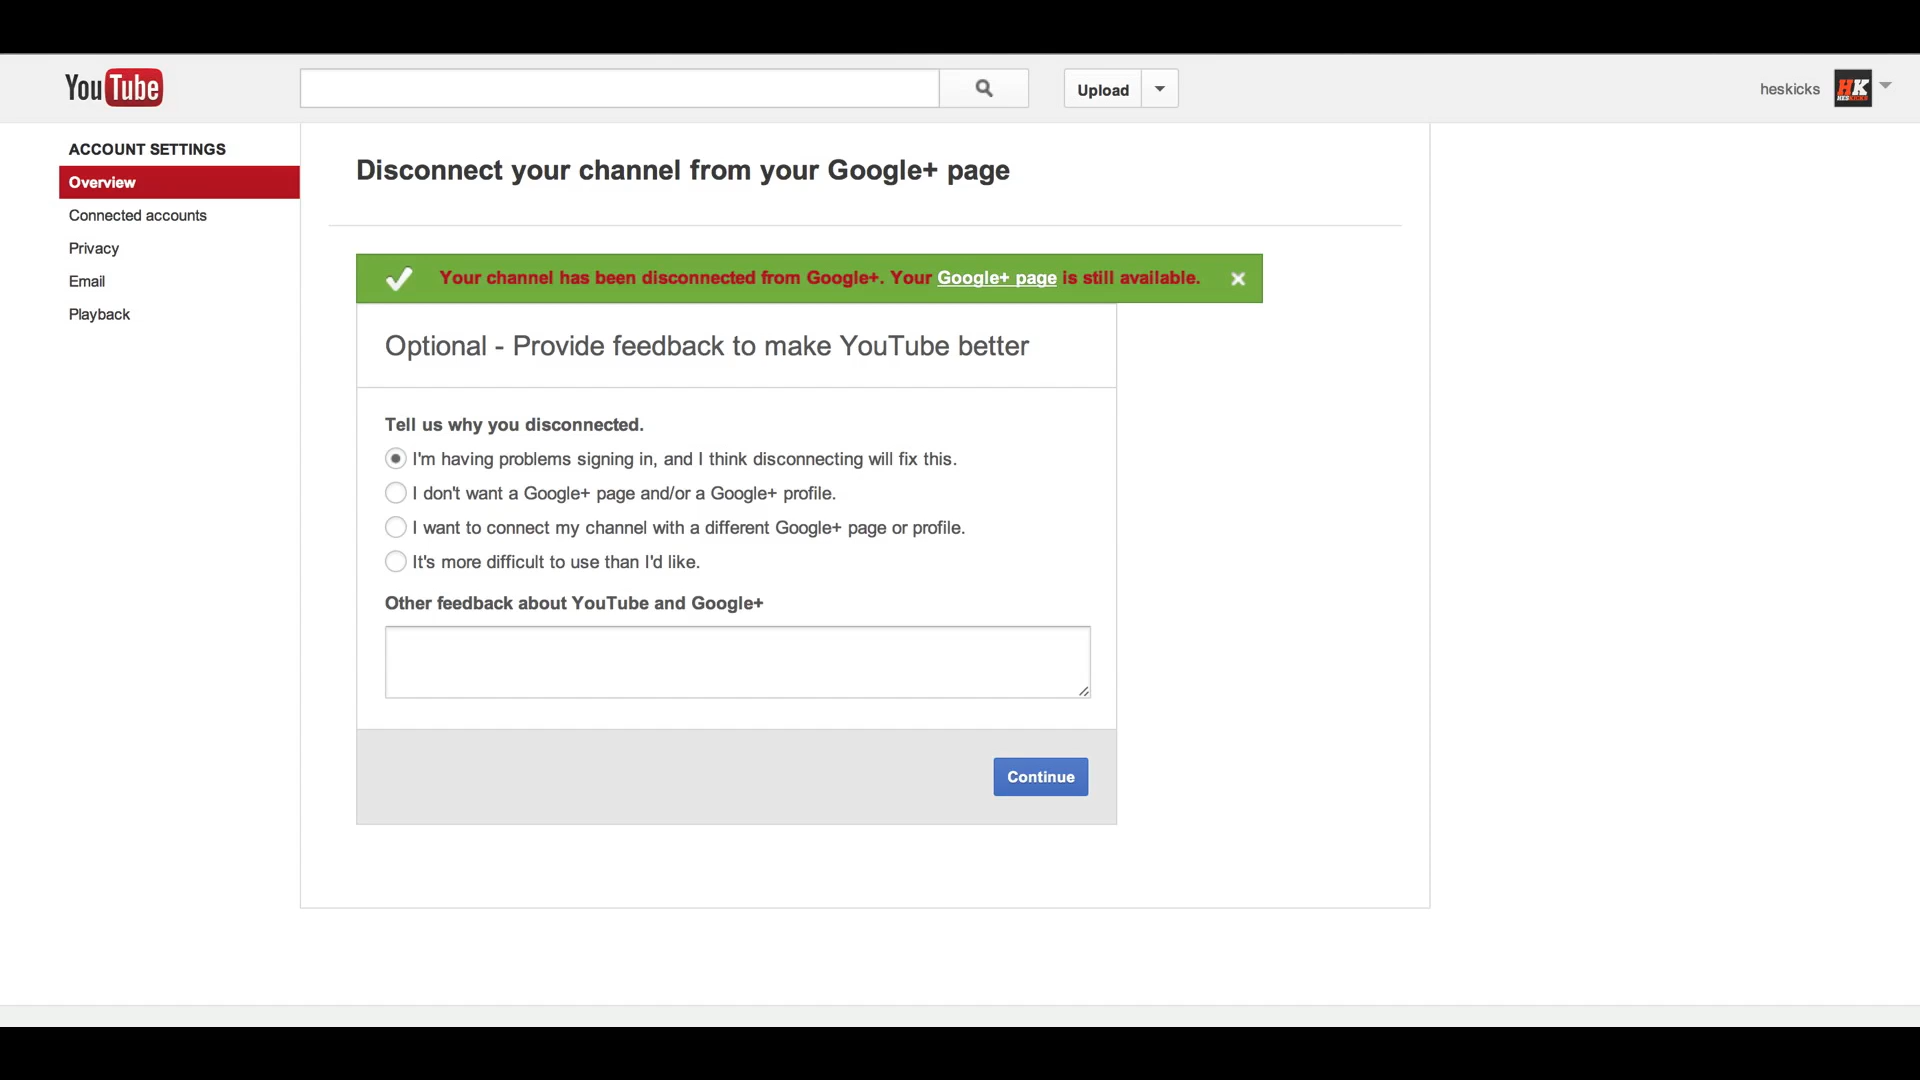 YouTube
Upload
heskicks
HK
HESKICKS
ACCOUNT SETTINGS
Overview
Connected accounts
Privacy
Email
Playback
Disconnect your channel from your Google+ page
Your channel has been disconnected from Google+. Your Google+ page is still available.
Optional - Provide feedback to make YouTube better
Tell us why you disconnected.
I'm having problems signing in, and I think disconnecting will fix this.
I don't want a Google+ page and/or a Google+ profile.
I want to connect my channel with a different Google+ page or profile.
It's more difficult to use than I'd like.
Other feedback about YouTube and Google+
Continue